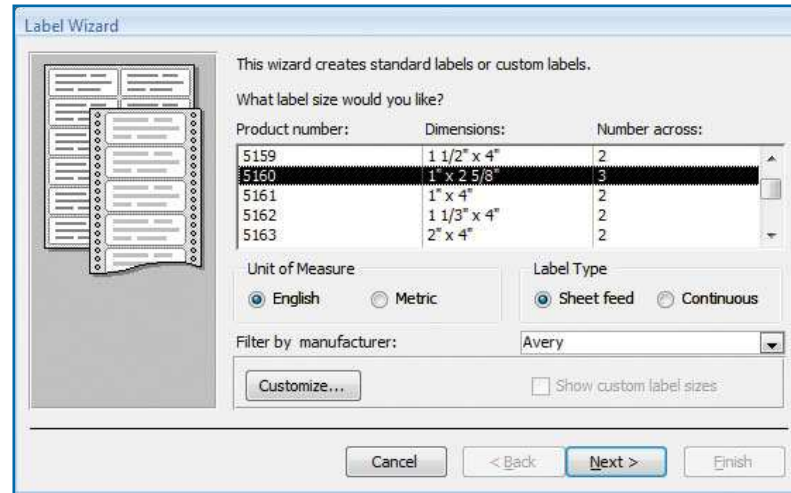 Label Wizard
This wizard creates standard labels or custom labels.
What label size would you like?
Product number: Dimensions: Number across:
5159 1 1/2" x 4" 2
5160 1" x 2 5/8" 3
5161 1" x 4" 2
5162 1 1/3" x 4" 2
5163 2" x 4" 2
Unit of Measure Label Type
English Metric Sheet feed Continuous
Filter by manufacturer: Avery
Customize... Show custom label sizes
Cancel < Back Next > Finish